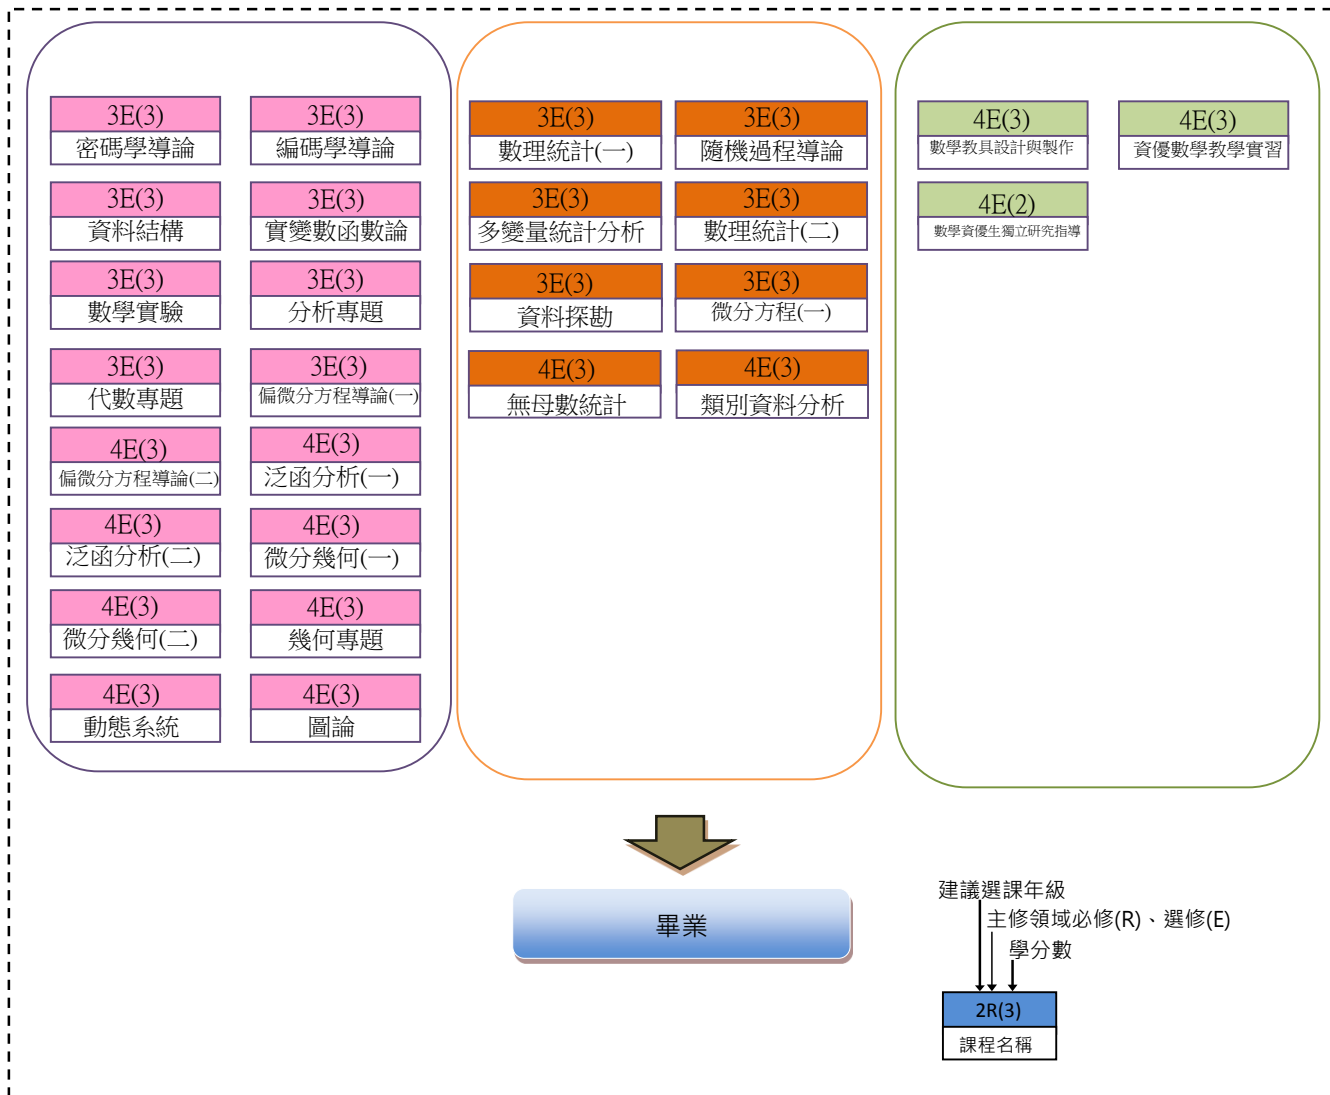 3E(3)
密碼學導論
3E(3)
編碼學導論
3E(3)
資料結構
3E(3)
實變數函數論
3E(3)
數學實驗
3E(3)
分析專題
3E(3)
代數專題
3E(3)
偏微分方程導論(一)
4E(3)
偏微分方程導論(二)
4E(3)
泛函分析(一)
4E(3)
泛函分析(二)
4E(3)
微分幾何(一)
4E(3)
微分幾何(二)
4E(3)
幾何專題
4E(3)
動態系統
4E(3)
圖論
3E(3)
數理統計(一)
3E(3)
隨機過程導論
3E(3)
多變量統計分析
3E(3)
數理統計(二)
3E(3)
資料探勘
3E(3)
微分方程(一)
4E(3)
無母數統計
4E(3)
類別資料分析
4E(3)
數學教具設計與製作
4E(3)
資優數學教學實習
4E(2)
數學資優生獨立研究指導
畢業
建議選課年級
主修領域必修(R)、選修(E)
學分數
2R(3)
課程名稱